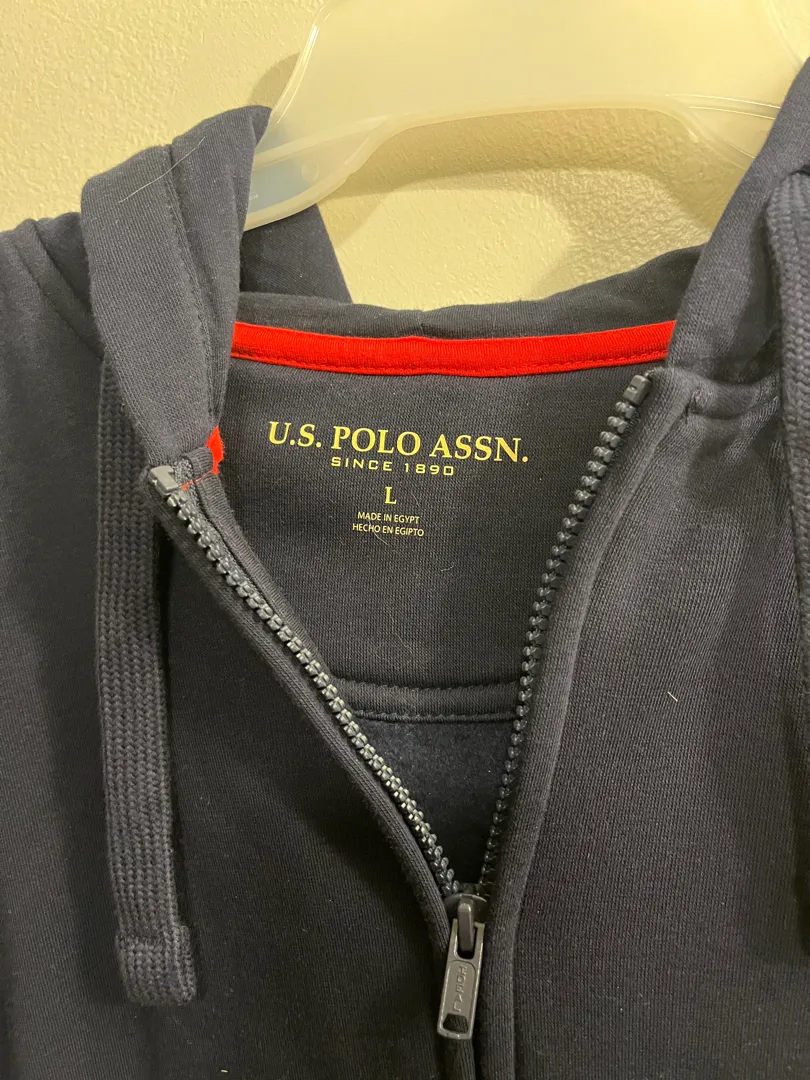 U.S. POLO ASSN.
SINCE 1890
L
MADE IN EGYPT
HECHO EN EGIPTO